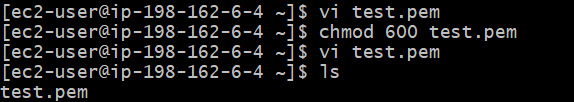 [ec2-user@ip-198-162-6-4 ~]$ vi test.pem
[ec2-user@ip-198-162-6-4 ~]$ chmod 600 test.pem
[ec2-user@ip-198-162-6-4 ~]$ vi test.pem
[ec2-user@ip-198-162-6-4 ~]$ ls
test.pem